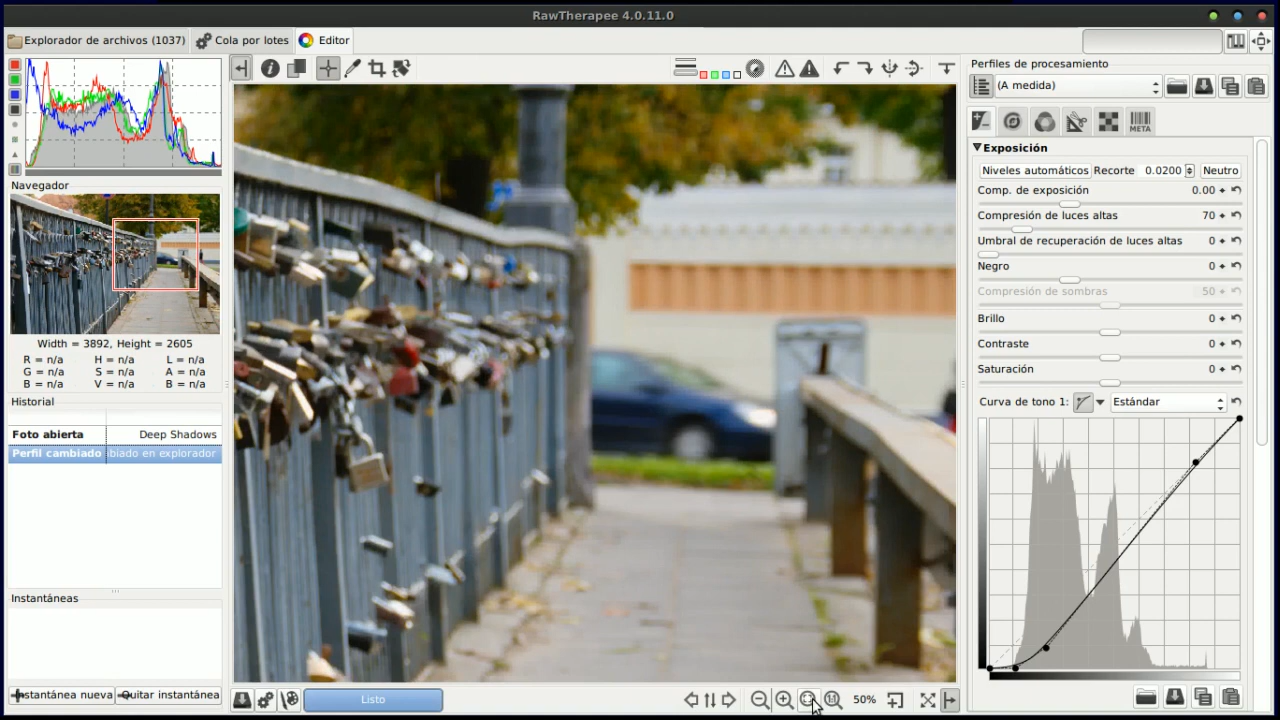 RawTherapee 4.0.11.0
Explorador de archivos (1037)
Cola por lotes
Editor
Perfiles de procesamiento
(A medida)
META
Exposición
Niveles automáticos Recorte 0.0200 Neutro
Comp. de exposición 0.00
Compresión de luces altas 70
Umbral de recuperación de luces altas 0
Negro 0
Compresión de sombras 50
Brillo 0
Contraste 0
Saturación 0
Curva de tono 1: Estándar
Navegador
Width = 3892, Height = 2605
R = n/a H = n/a L = n/a
G = n/a S = n/a A = n/a
B = n/a V = n/a B = n/a
Historial
Foto abierta Deep Shadows
Perfil cambiado biado en explorador
Instantáneas
nstantánea nueva Quitar instantánea
Listo
50%